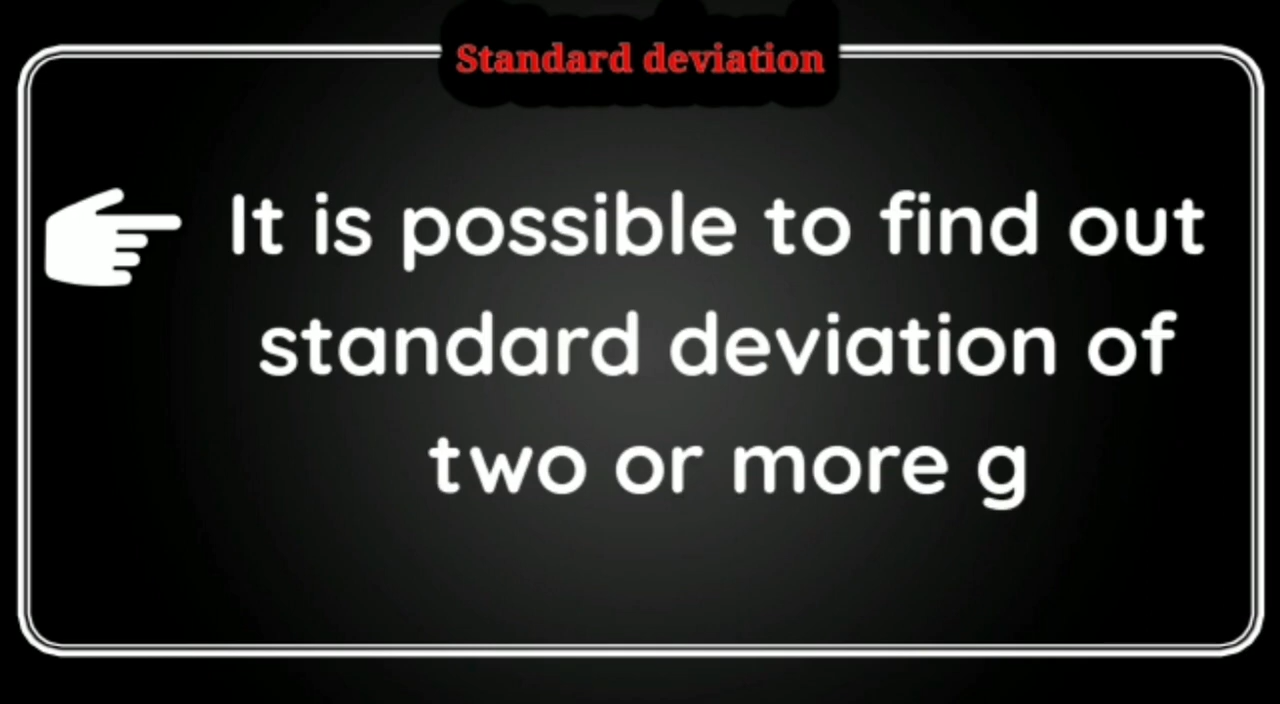 Standard deviation
It is possible to find out
standard deviation of
two or more g